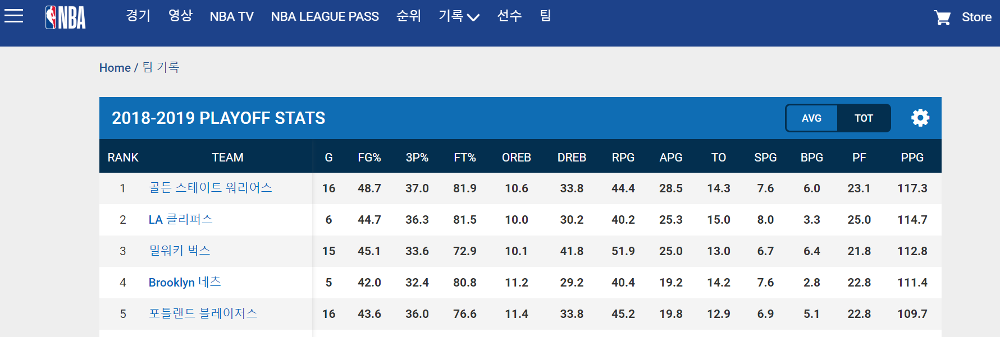 NBA 경기 영상 NBA TV NBA LEAGUE PASS 순위 기록 선수 팀 Store
Home / 팀 기록
2018-2019 PLAYOFF STATS AVG TOT
RANK TEAM G FG% 3P% FT% OREB DREB RPG APG TO SPG BPG PF PPG
1 골든 스테이트 워리어스 16 48.7 37.0 81.9 10.6 33.8 44.4 28.5 14.3 7.6 6.0 23.1 117.3
2 LA 클리퍼스 6 44.7 36.3 81.5 10.0 30.2 40.2 25.3 15.0 8.0 3.3 25.0 114.7
3 밀워키 벅스 15 45.1 33.6 72.9 10.1 41.8 51.9 25.0 13.0 6.7 6.4 21.8 112.8
4 Brooklyn 네츠 5 42.0 32.4 80.8 11.2 29.2 40.4 19.2 14.2 7.6 2.8 22.8 111.4
5 포틀랜드 블레이저스 16 43.6 36.0 76.6 11.4 33.8 45.2 19.8 12.9 6.9 5.1 22.8 109.7